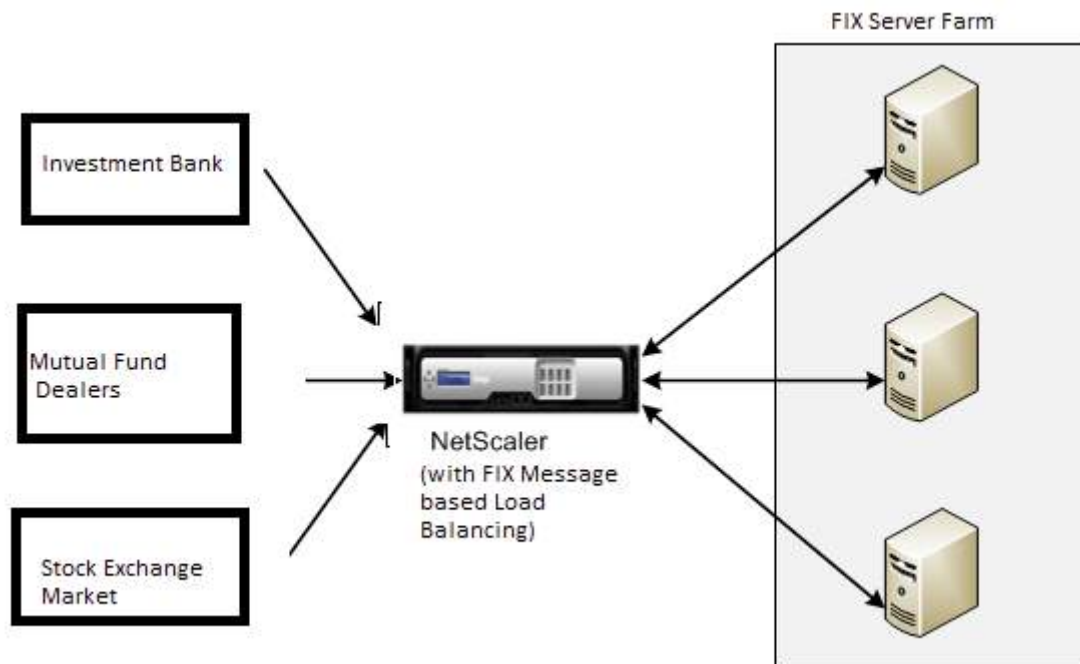 FIX Server Farm
Investment Bank
Mutual Fund
Dealers
Stock Exchange
Market
NetScaler
(with FIX Message
based Load
Balancing)